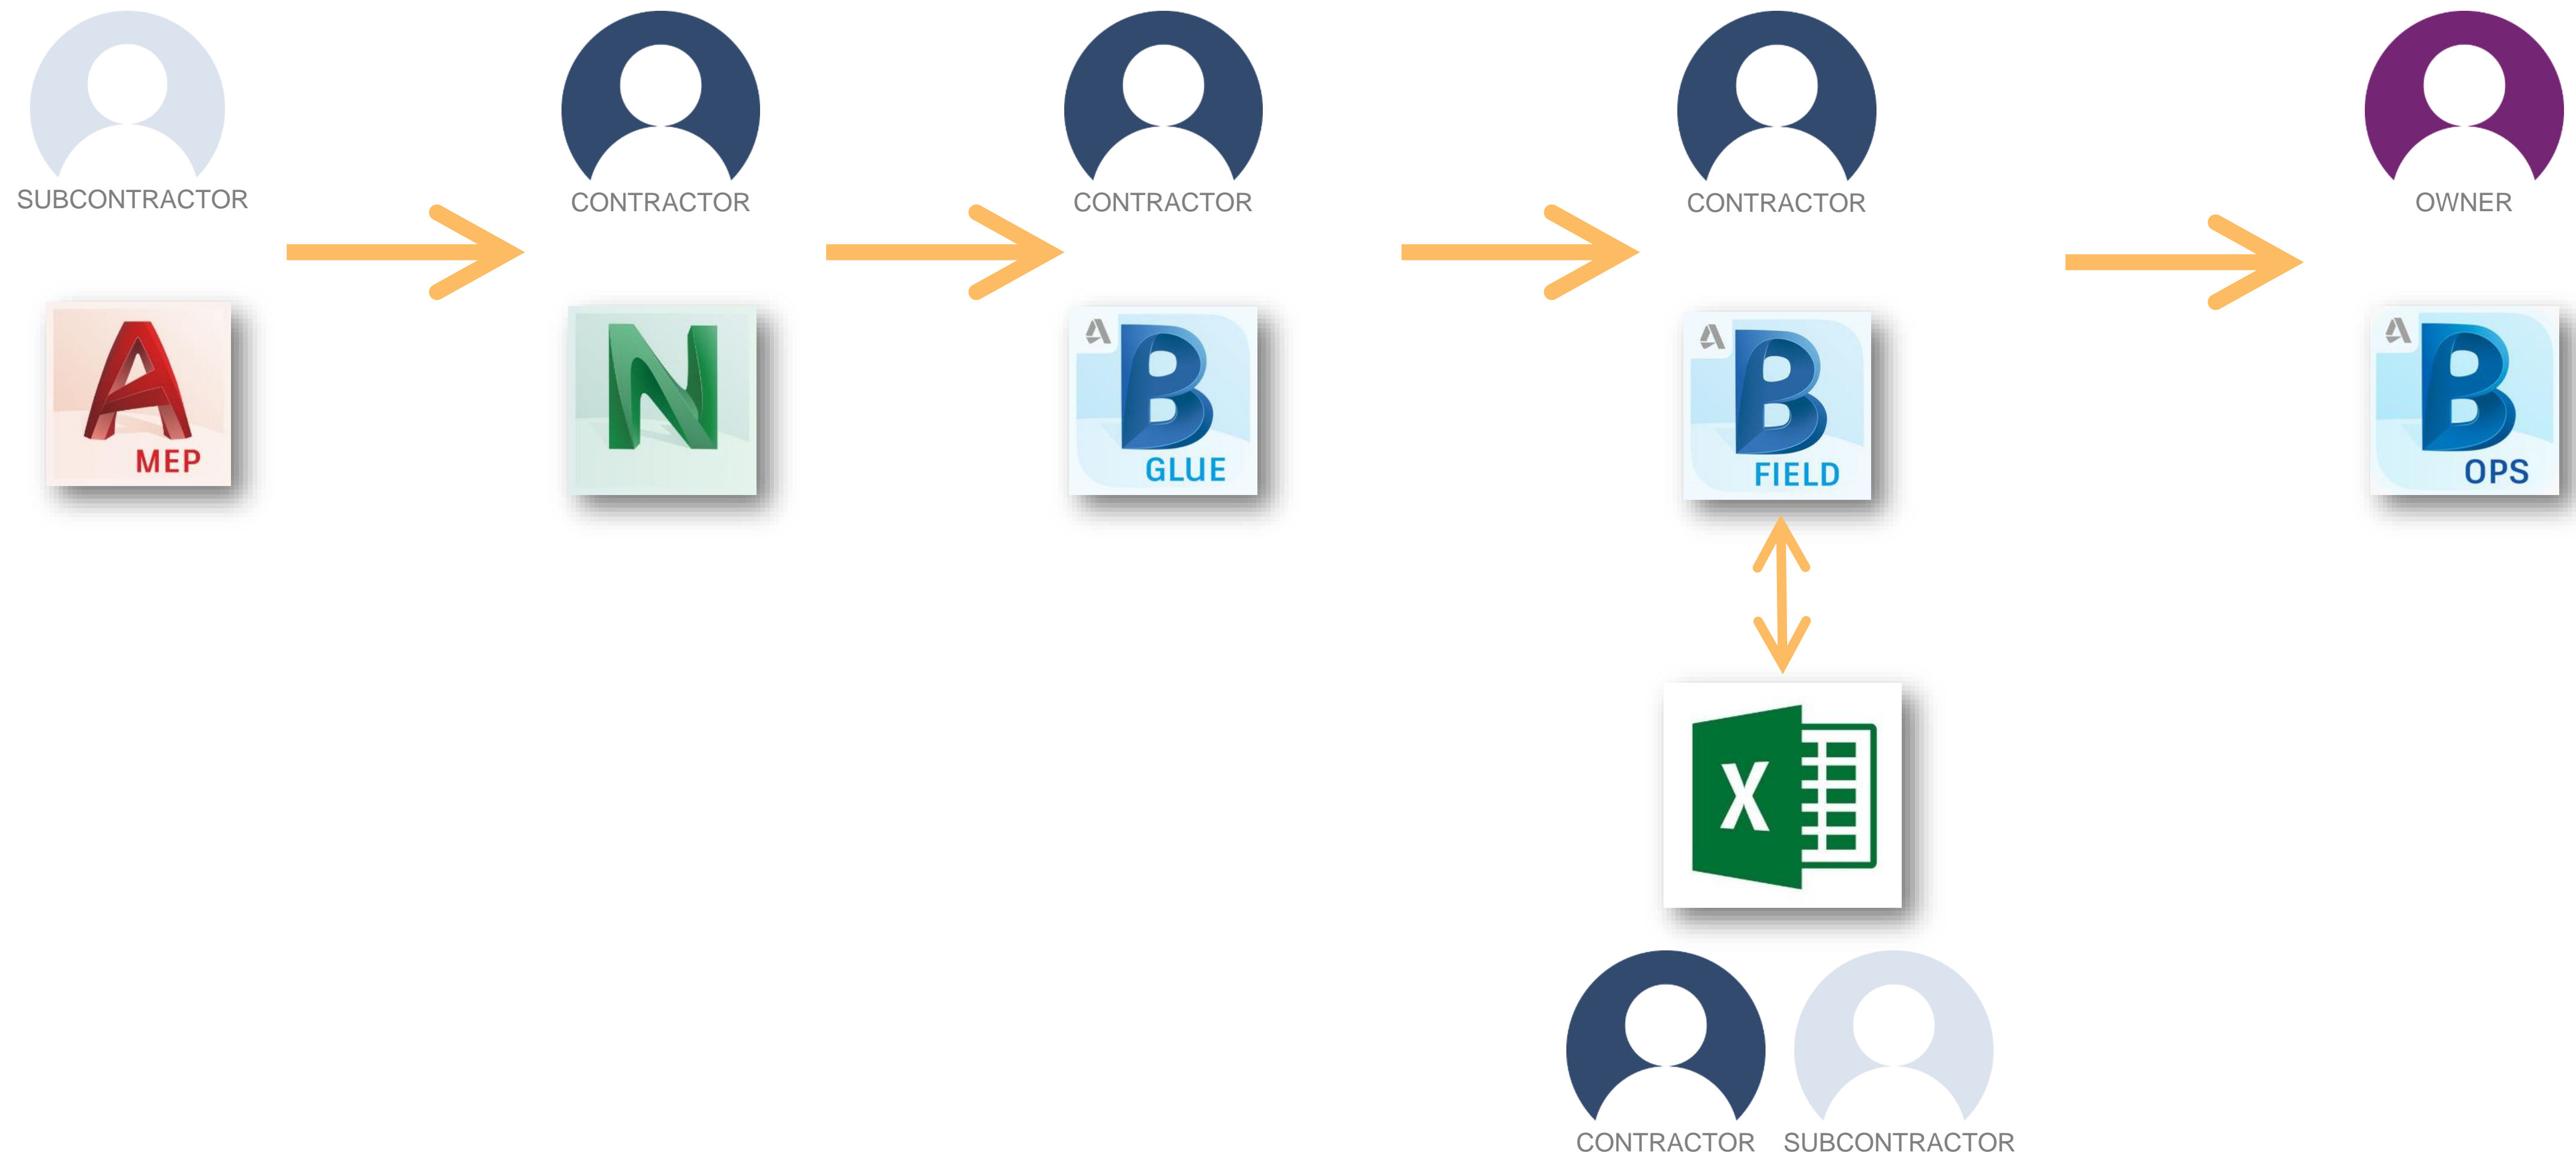 SUBCONTRACTOR
CONTRACTOR
CONTRACTOR
CONTRACTOR
OWNER
A
MEP
N
B
GLUE
B
FIELD
B
OPS
X
CONTRACTOR
SUBCONTRACTOR